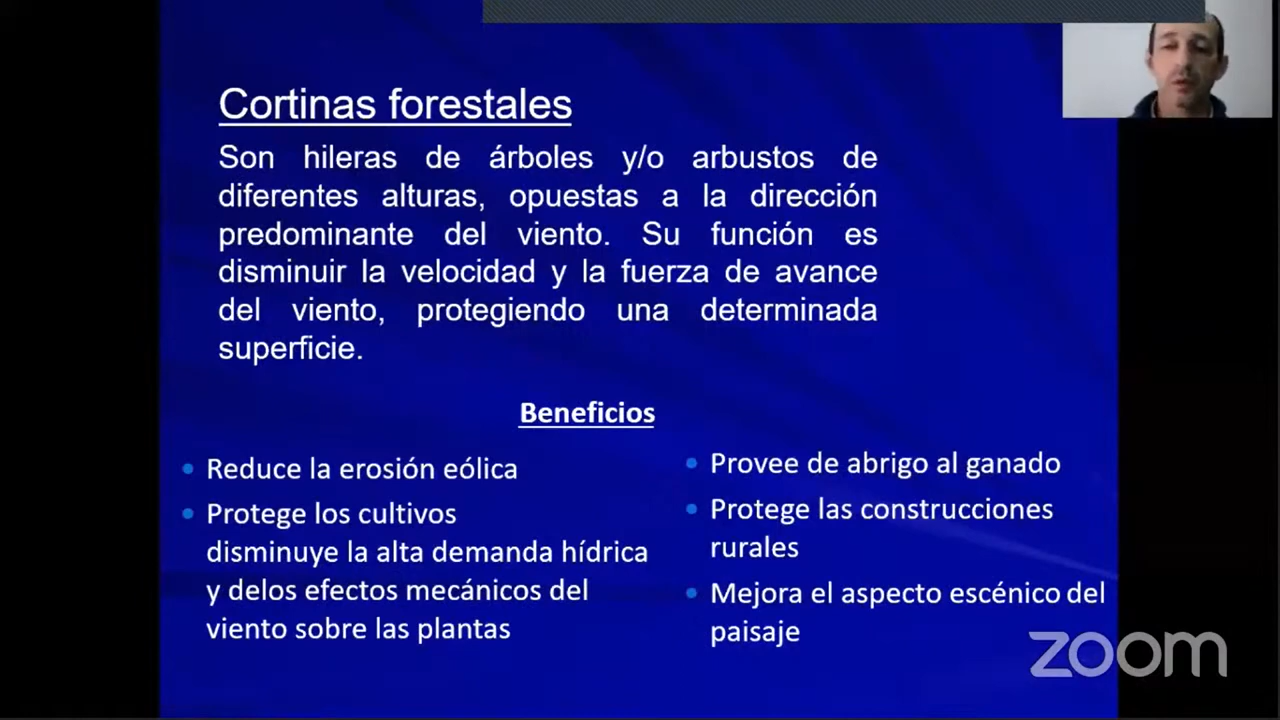 Cortinas forestales
Son hileras de árboles y/o arbustos de
diferentes alturas, opuestas a la dirección
predominante del viento. Su función es
disminuir la velocidad y la fuerza de avance
del viento, protegiendo una determinada
superficie.
Beneficios
Reduce la erosión eólica
Protege los cultivos
disminuye la alta demanda hídrica
y delos efectos mecánicos del
viento sobre las plantas
Provee de abrigo al ganado
Protege las construcciones
rurales
Mejora el aspecto escénico del
paisaje
zoom